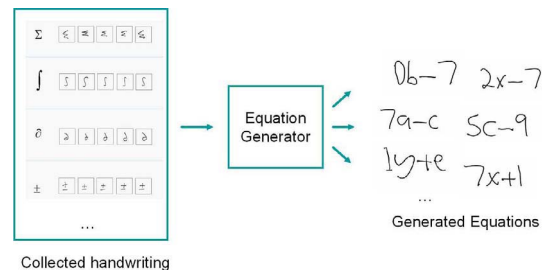 Σ
∫
∂
±
...
Collected handwriting
Equation
Generator
0b-7 2x-7
7a-c 5c-9
1y+e 7x+1
...
Generated Equations